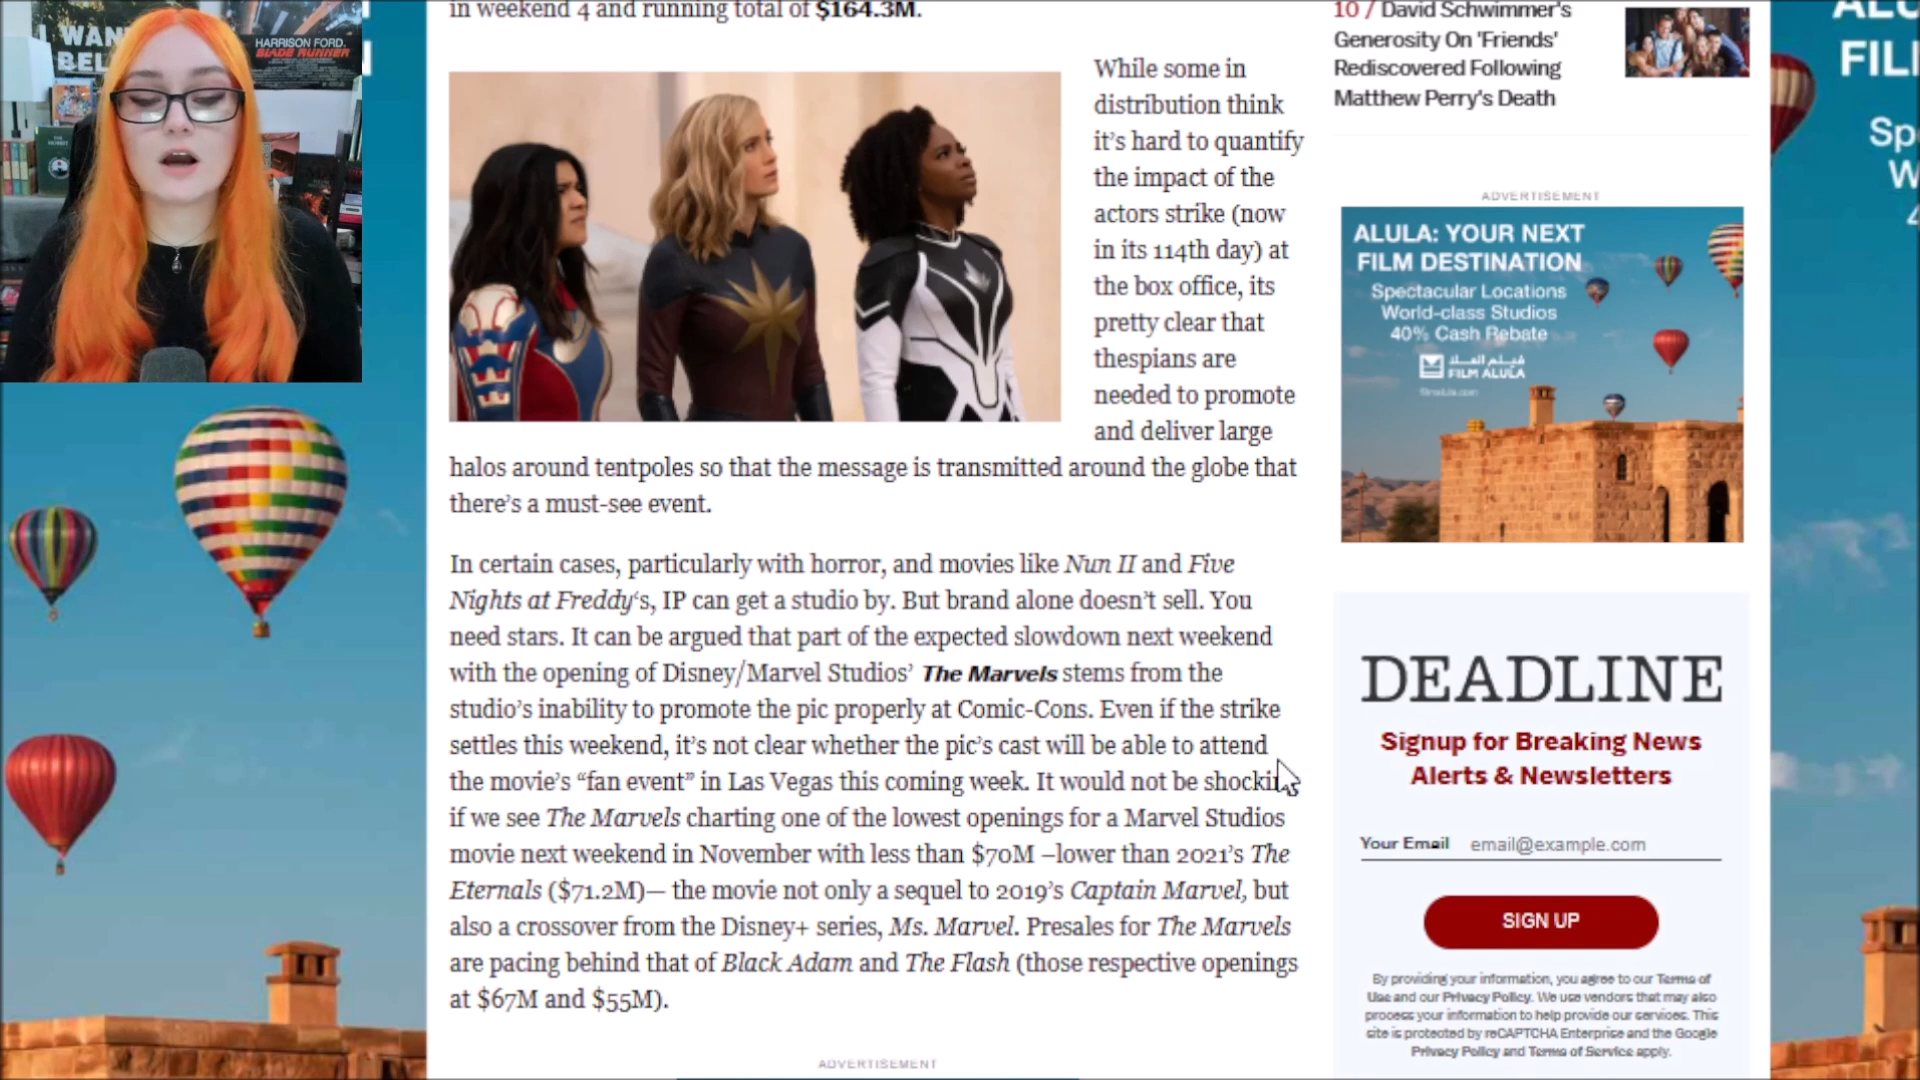 I WAN
BEL
HARRISON FORD.
BLADE RUNNER
in weekend 4 and running total of $164.3M.
While some in
distribution think
it’s hard to quantify
the impact of the
actors strike (now
in its 114th day) at
the box office, its
pretty clear that
thespians are
needed to promote
and deliver large
halos around tentpoles so that the message is transmitted around the globe that
there’s a must-see event.
In certain cases, particularly with horror, and movies like Nun II and Five
Nights at Freddy‘s, IP can get a studio by. But brand alone doesn’t sell. You
need stars. It can be argued that part of the expected slowdown next weekend
with the opening of Disney/Marvel Studios’ The Marvels stems from the
studio’s inability to promote the pic properly at Comic-Cons. Even if the strike
settles this weekend, it’s not clear whether the pic’s cast will be able to attend
the movie’s “fan event” in Las Vegas this coming week. It would not be shockin
if we see The Marvels charting one of the lowest openings for a Marvel Studios
movie next weekend in November with less than $70M –lower than 2021’s The
Eternals ($71.2M)— the movie not only a sequel to 2019’s Captain Marvel, but
also a crossover from the Disney+ series, Ms. Marvel. Presales for The Marvels
are pacing behind that of Black Adam and The Flash (those respective openings
at $67M and $55M).
ADVERTISEMENT
10 / David Schwimmer's
Generosity On 'Friends'
Rediscovered Following
Matthew Perry's Death
ADVERTISEMENT
ALULA: YOUR NEXT
FILM DESTINATION
Spectacular Locations
World-class Studios
40% Cash Rebate
فيلم العلا
FILM ALULA
filmalula.com
DEADLINE
Signup for Breaking News
Alerts & Newsletters
Your Email email@example.com
SIGN UP
By providing your information, you agree to our Terms of
Use and our Privacy Policy. We use vendors that may also
process your information to help provide our services. This
site is protected by reCAPTCHA Enterprise and the Google
Privacy Policy and Terms of Service apply.
ALU
FIL
Sp
W
4